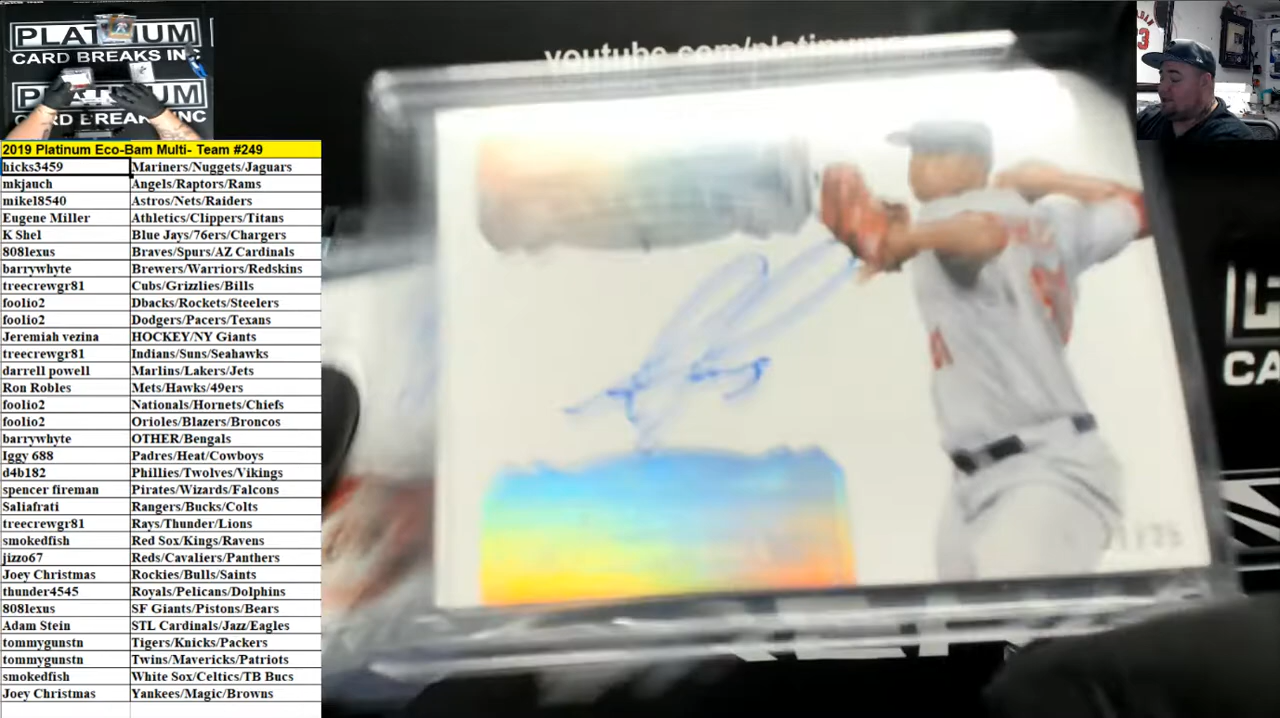 PLATINUM
CARD BREAKS INC
PLATINUM
CARD BREAKS INC
youtube.com/platinum
2019 Platinum Eco-Bam Multi- Team #249
hicks3459 Mariners/Nuggets/Jaguars
mkjauch Angels/Raptors/Rams
mikel8540 Astros/Nets/Raiders
Eugene Miller Athletics/Clippers/Titans
K Shel Blue Jays/76ers/Chargers
808lexus Braves/Spurs/AZ Cardinals
barrywhyte Brewers/Warriors/Redskins
treecrewgr81 Cubs/Grizzlies/Bills
foolio2 Dbacks/Rockets/Steelers
foolio2 Dodgers/Pacers/Texans
Jeremiah vezina HOCKEY/NY Giants
treecrewgr81 Indians/Suns/Seahawks
darrell powell Marlins/Lakers/Jets
Ron Robles Mets/Hawks/49ers
foolio2 Nationals/Hornets/Chiefs
foolio2 Orioles/Blazers/Broncos
barrywhyte OTHER/Bengals
Iggy 688 Padres/Heat/Cowboys
d4b182 Phillies/Twolves/Vikings
spencer fireman Pirates/Wizards/Falcons
Saliafrati Rangers/Bucks/Colts
treecrewgr81 Rays/Thunder/Lions
smokedfish Red Sox/Kings/Ravens
jizzo67 Reds/Cavaliers/Panthers
Joey Christmas Rockies/Bulls/Saints
thunder4545 Royals/Pelicans/Dolphins
808lexus SF Giants/Pistons/Bears
Adam Stein STL Cardinals/Jazz/Eagles
tommygunstn Tigers/Knicks/Packers
tommygunstn Twins/Mavericks/Patriots
smokedfish White Sox/Celtics/TB Bucs
Joey Christmas Yankees/Magic/Browns
CA